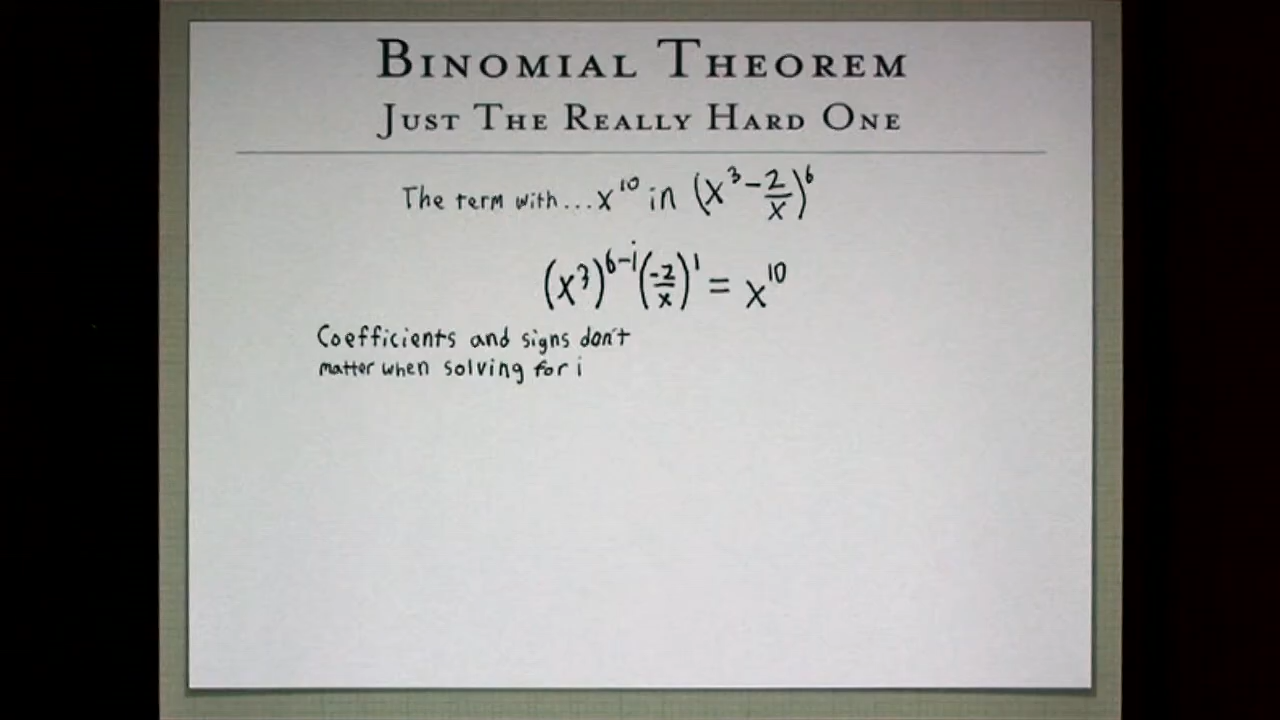 BINOMIAL THEOREM
JUST THE REALLY HARD ONE
The term with... x^10 in (x^3 - 2/x)^6
(x^3)^6-i (-2/x)^i = x^10
Coefficients and signs don't
matter when solving for i